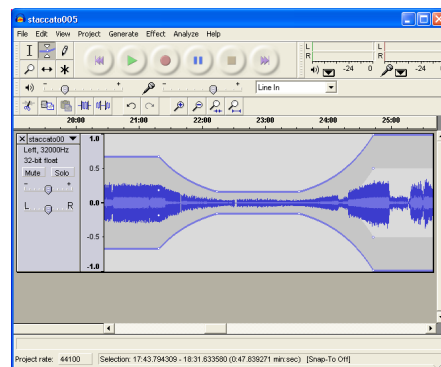 staccato005
File Edit View Project Generate Effect Analyze Help
L
R
-24 0
L
R
-24 0
- +
- +
Line In
20:00 21:00 22:00 23:00 24:00 25:00
X staccato00
Left, 32000Hz
32-bit float
Mute Solo
- +
L R
1.0
0.5
0.0
-0.5
-1.0
Project rate: 44100 Selection: 17:43.794309 - 18:31.633580 (0:47.839271 min:sec) [Snap-To Off]